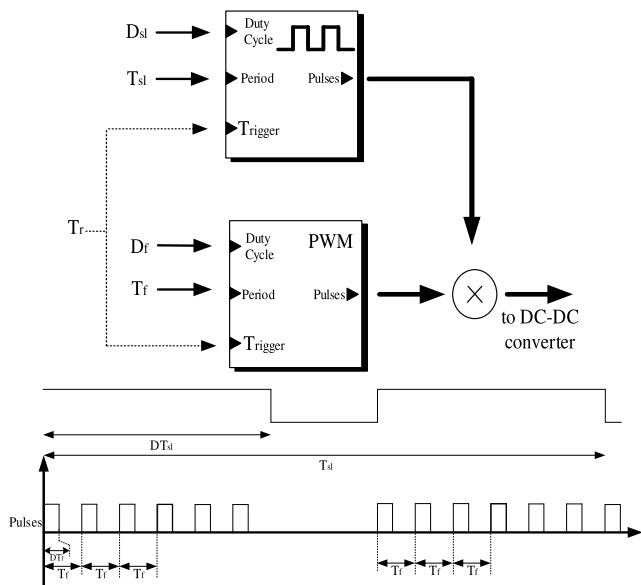 Dsl
Duty
Cycle
Tsl
Period
Pulses
Trigger
Tr
Df
Duty
Cycle
PWM
Tf
Period
Pulses
Trigger
×
to DC-DC
converter
DTsl
Tsl
Pulses
DTf
Tf Tf Tf Tf Tf Tf